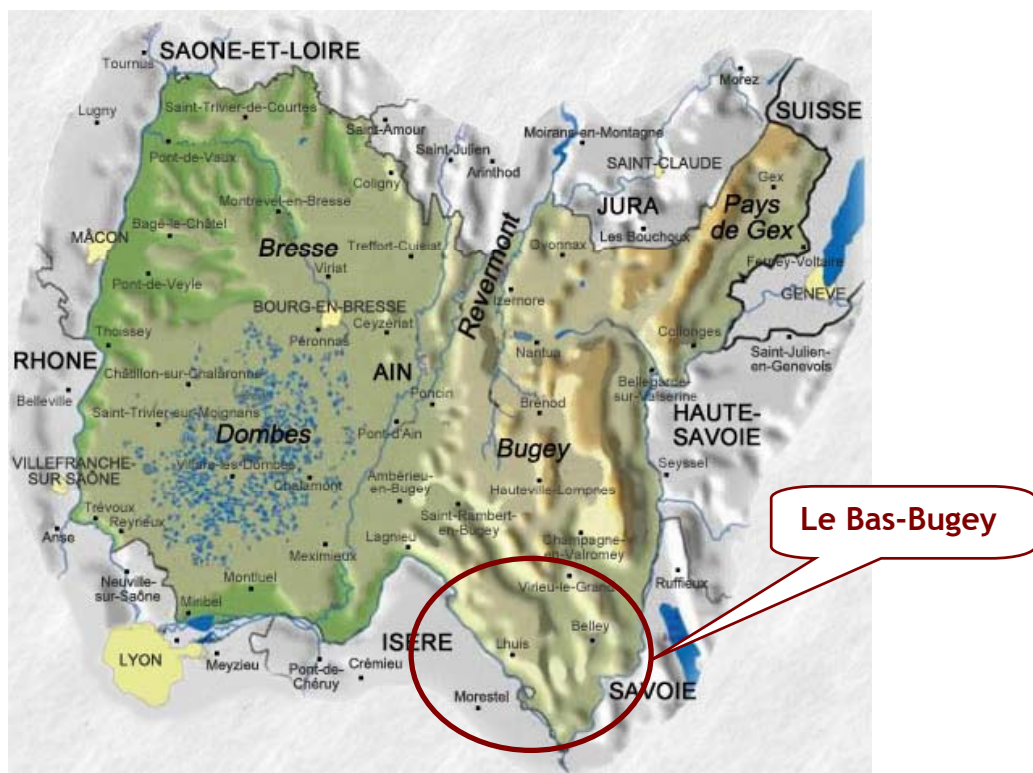 SAONE-ET-LOIRE
Tournus
Morez
Lugny
Saint-Trivier-de-Courtes
SUISSE
Saint-Amour
Moirans-en-Montagne
Saint-Julien
Pont-de-Vaux
SAINT-CLAUDE
Arinthod
Coligny
Gex
Montrevel-en-Bresse
JURA
Pays
de Gex
Bagé-le-Châtel
Les Bouchoux
MÂCON
Bresse
Treffort-Cuisiat
Oyonnax
Ferney-Voltaire
Revermont
Viriat
Pont-de-Veyle
GENEVE
Izernore
BOURG-EN-BRESSE
Ceyzeriat
Thoissey
Péronnas
Collonges
Nantua
Saint-Julien-
en-Genevois
RHONE
AIN
Châtillon-sur-Chalaronne
Bellegarde-
sur-Valserine
Belleville
Poncin
Brénod
HAUTE-
SAVOIE
Saint-Trivier-sur-Moignans
Dombes
Pont-d'Ain
Bugey
VILLEFRANCHE-
SUR SAÔNE
Villars-les-Dombes
Chalamont
Ambérieu-
en-Bugey
Hauteville-Lompnes
Seyssel
Trévoux
Reyrieux
Saint-Rambert-
en-Bugey
Le Bas-Bugey
Anse
Lagnieu
Champagne-
en-Valromey
Meximieux
Neuville-
sur-Saône
Montluel
Virieu-le-Grand
Ruffieux
Miribel
ISERE
Belley
Lhuis
LYON
Meyzieu
Pont-
de-
Chéruy
Crémieu
Morestel
SAVOIE